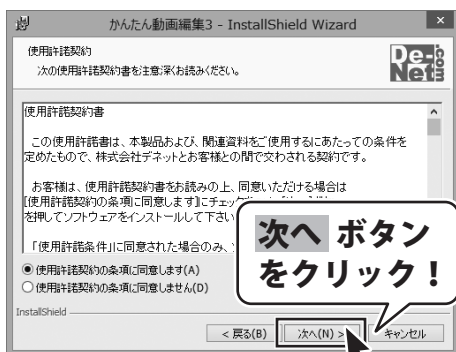 かんたん動画編集3 - InstallShield Wizard
×
使用許諾契約
次の使用許諾契約書を注意深くお読みください。
De-
Net
.com
使用許諾契約書
この使用許諾書は、本製品および、関連資料をご使用するにあたっての条件を
定めたもので、株式会社デネットとお客様との間で交わされる契約です。
お客様は、使用許諾契約書をお読みの上、同意いただける場合は
[使用許諾契約の条項に同意します]にチェック
を押してソフトウェアをインストールして下さい
「使用許諾条件」に同意された場合のみ、
次へ ボタン
をクリック！
使用許諾契約の条項に同意します(A)
使用許諾契約の条項に同意しません(D)
InstallShield
< 戻る(B)
次へ(N) >
キャンセル